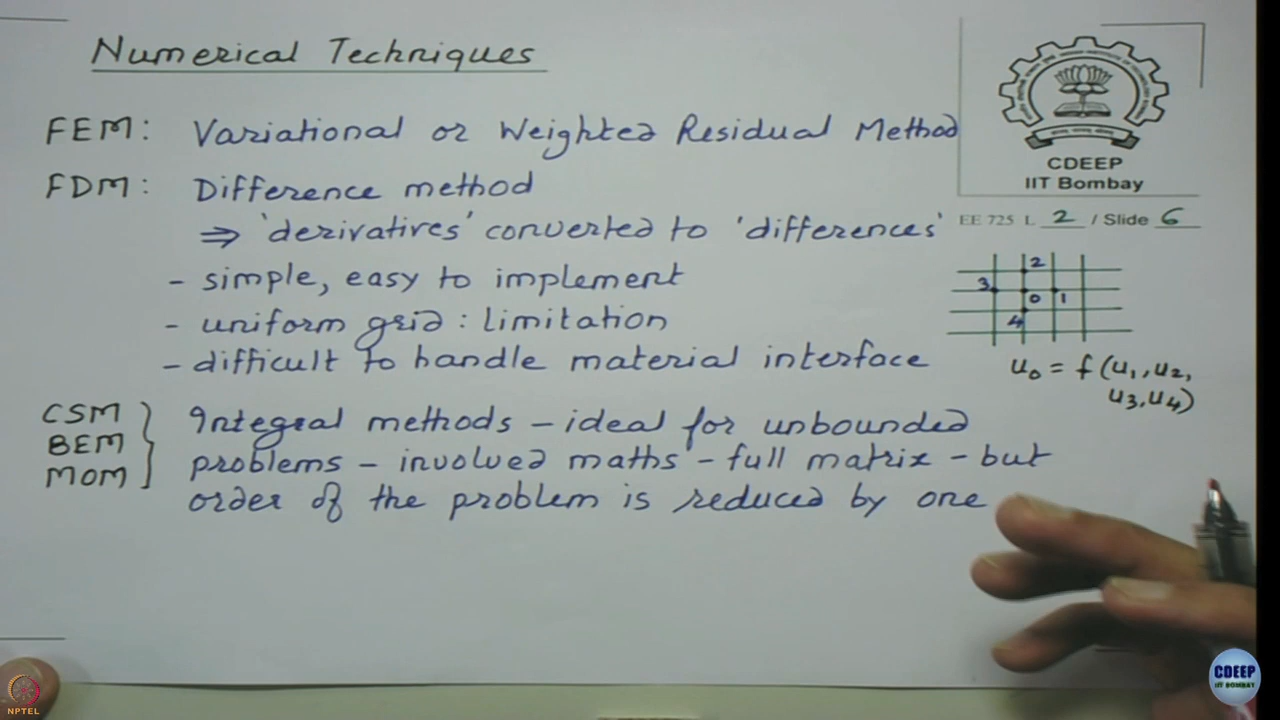 Numerical Techniques
FEM: Variational or Weighted Residual Method
FDM: Difference method
⇒ 'derivatives' converted to 'differences'
- simple, easy to implement
- uniform grid: limitation
- difficult to handle material interface
CSM
BEM
MOM
Integral methods - ideal for unbounded
problems - involved maths - full matrix - but
order of the problem is reduced by one
CDEEP
IIT Bombay
EE 725 L 2 / Slide 6
2
3 0 1
4
u0 = f(u1, u2,
u3, u4)
NPTEL
CDEEP
IIT BOMBAY